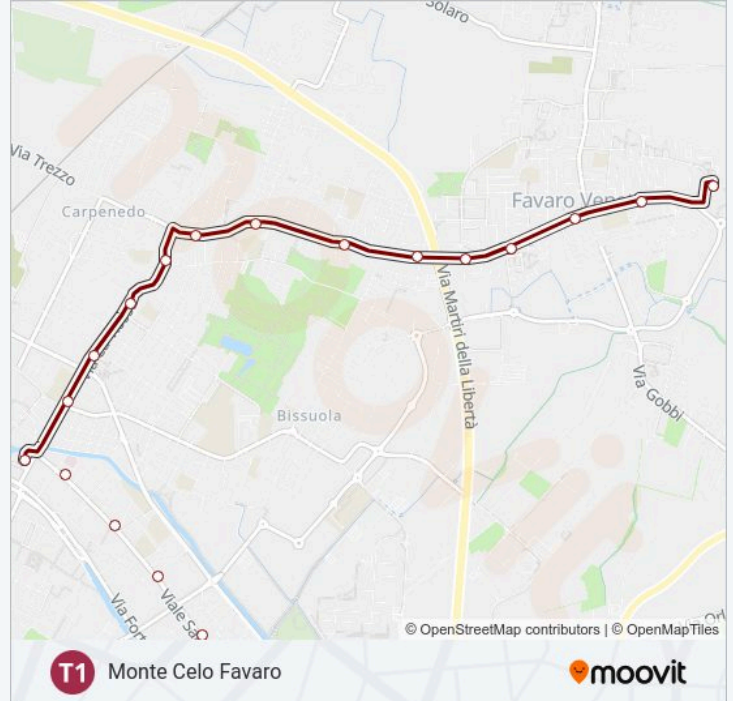 Solaro
Via Trezzo
Carpenedo
Favaro Ven
Via Martiri della Libertà
Via Gobbi
Bissuola
Viale Sa
Via Fort
© OpenStreetMap contributors | © OpenMapTiles
T1 Monte Celo Favaro
moovit